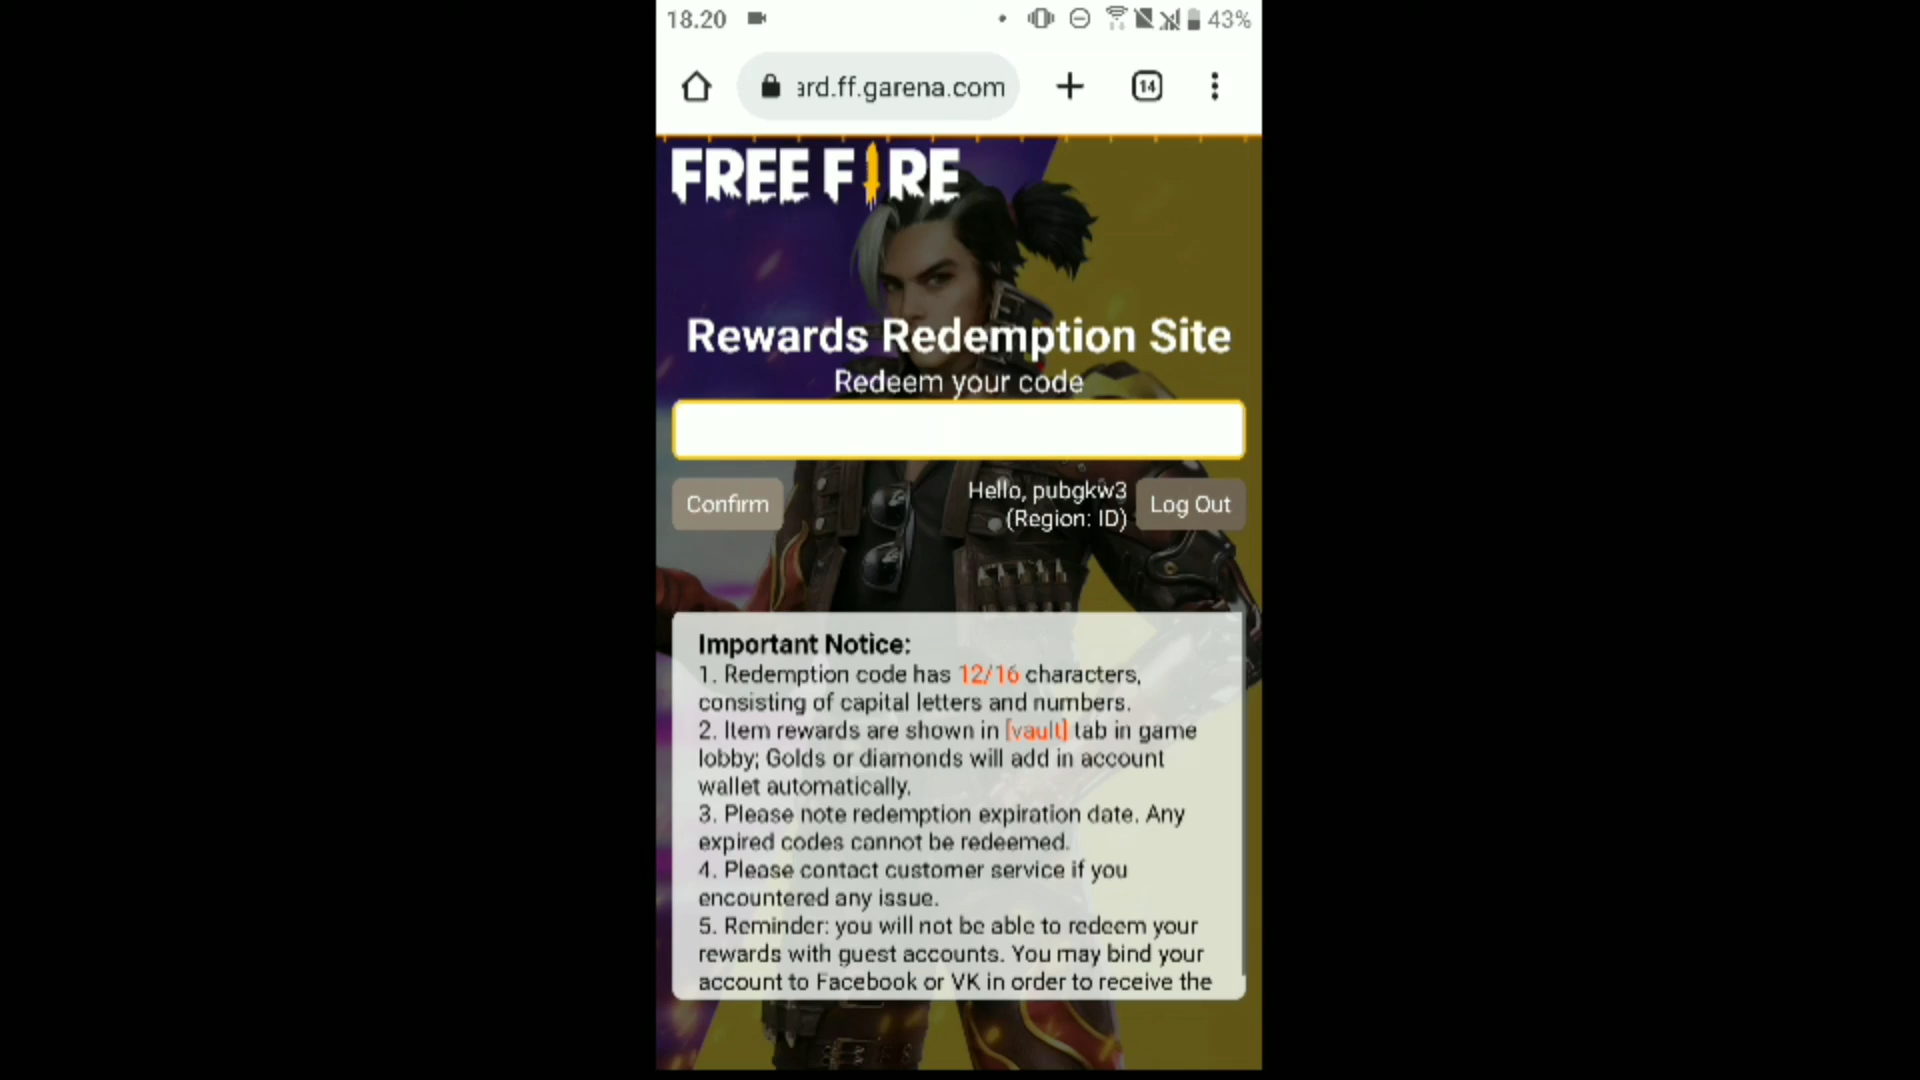 18.20
43%
ard.ff.garena.com
14
FREE FIRE
Rewards Redemption Site
Redeem your code
Confirm
Hello, pubgkw3
(Region: ID)
Log Out
Important Notice:
1. Redemption code has 12/16 characters,
consisting of capital letters and numbers.
2. Item rewards are shown in [vault] tab in game
lobby; Golds or diamonds will add in account
wallet automatically.
3. Please note redemption expiration date. Any
expired codes cannot be redeemed.
4. Please contact customer service if you
encountered any issue.
5. Reminder: you will not be able to redeem your
rewards with guest accounts. You may bind your
account to Facebook or VK in order to receive the